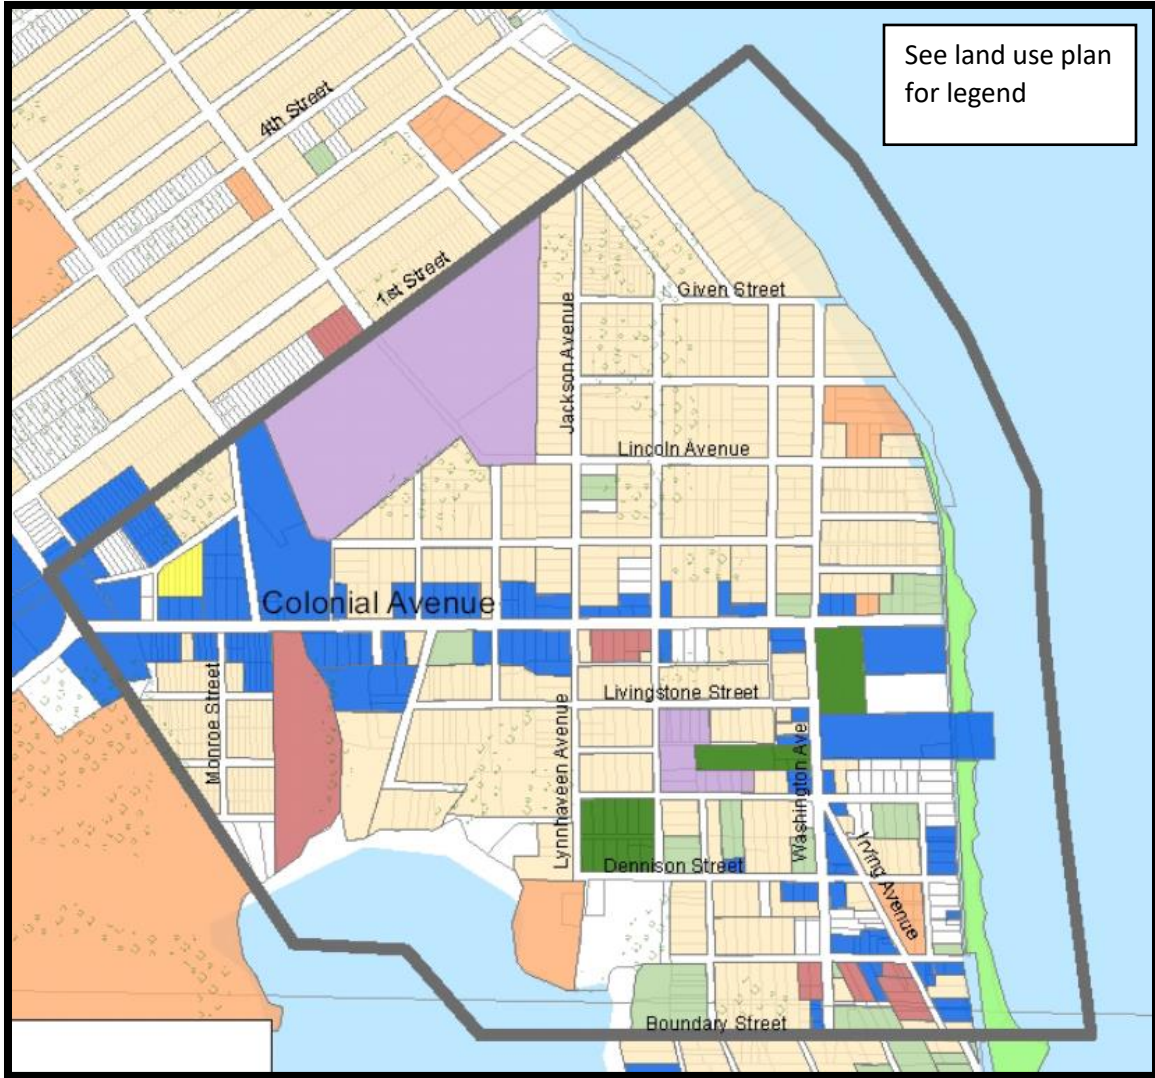 See land use plan
for legend
4th Street
1st Street
Given Street
Jackson Avenue
Lincoln Avenue
Colonial Avenue
Monroe Street
Livingstone Street
Lynnhaveen Avenue
Washington Ave
Irving Avenue
Dennison Street
Boundary Street